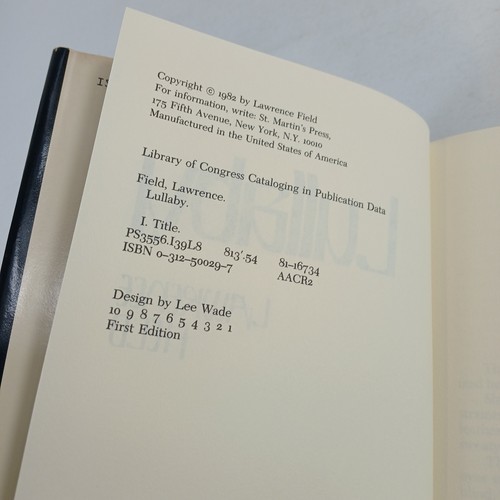 Copyright © 1982 by Lawrence Field
For information, write: St. Martin's Press,
175 Fifth Avenue, New York, N.Y. 10010
Manufactured in the United States of America
Library of Congress Cataloging in Publication Data
Field, Lawrence.
Lullaby.
I. Title.
PS3556.I39L8 813'.54 81-16734
ISBN 0-312-50029-7 AACR2
Design by Lee Wade
10 9 8 7 6 5 4 3 2 1
First Edition